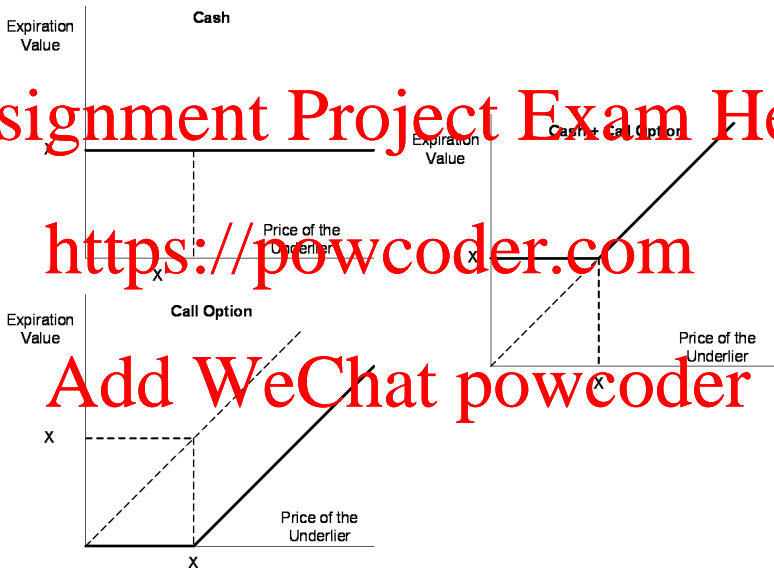 Cash
Expiration
Value
signment Project Exam He
X
Expiration
Value
Cash + Call Option
Price of the
Underlier
https://powcoder.com
X
X
Call Option
Expiration
Value
Price of the
Underlier
Add WeChat powcoder
X
X
Price of the
Underlier
X